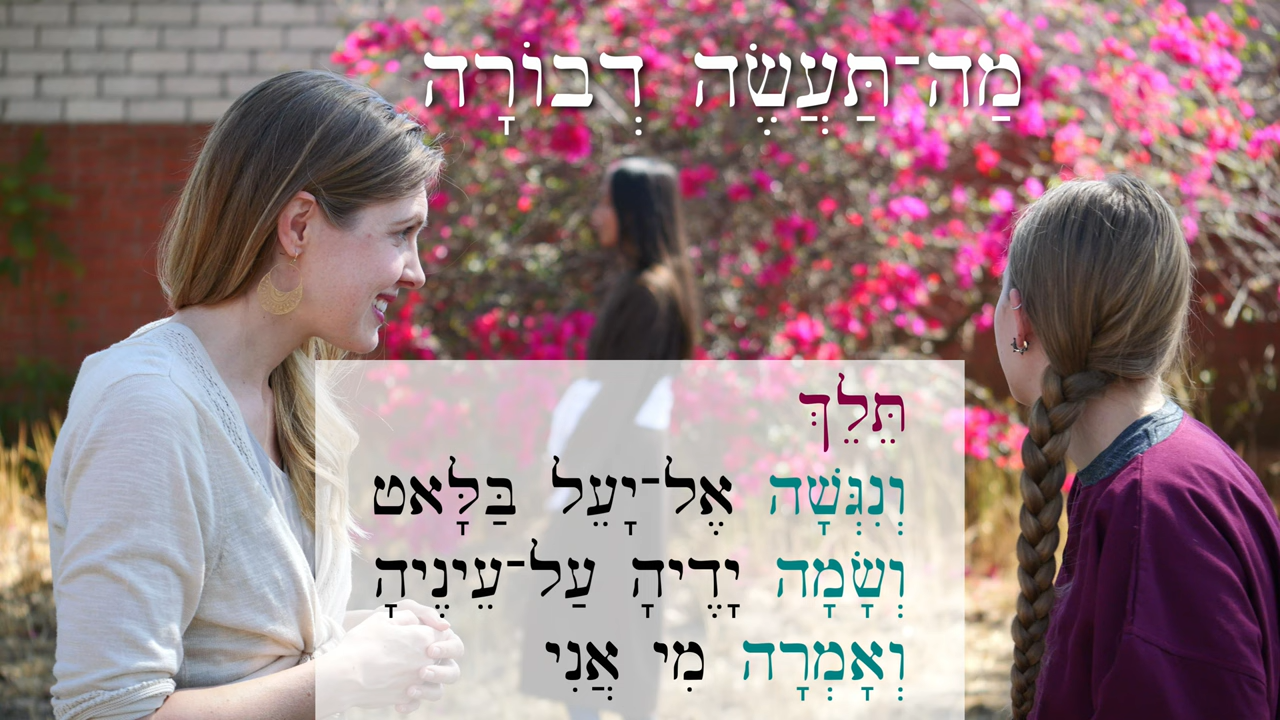 מַה־תַּעֲשֶׂה דְבוֹרָה
תֵּלֵךְ
וְנִגְּשָׁה אֶל־יָעֵל בַּלָּאט
וְשָׂמָה יָדֶיהָ עַל־עֵינֶיהָ
וְאָמְרָה מִי אֲנִי